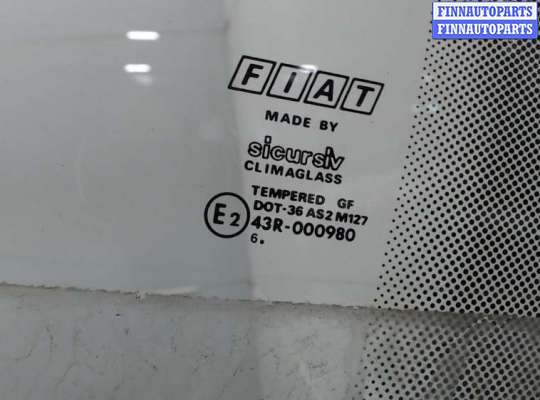 FINNAUTOPARTS
FINNAUTOPARTS
FIAT
MADE BY
sicursiv
CLIMAGLASS
TEMPERED GF
DOT-36 AS2 M127
E2
43R-000980
6.